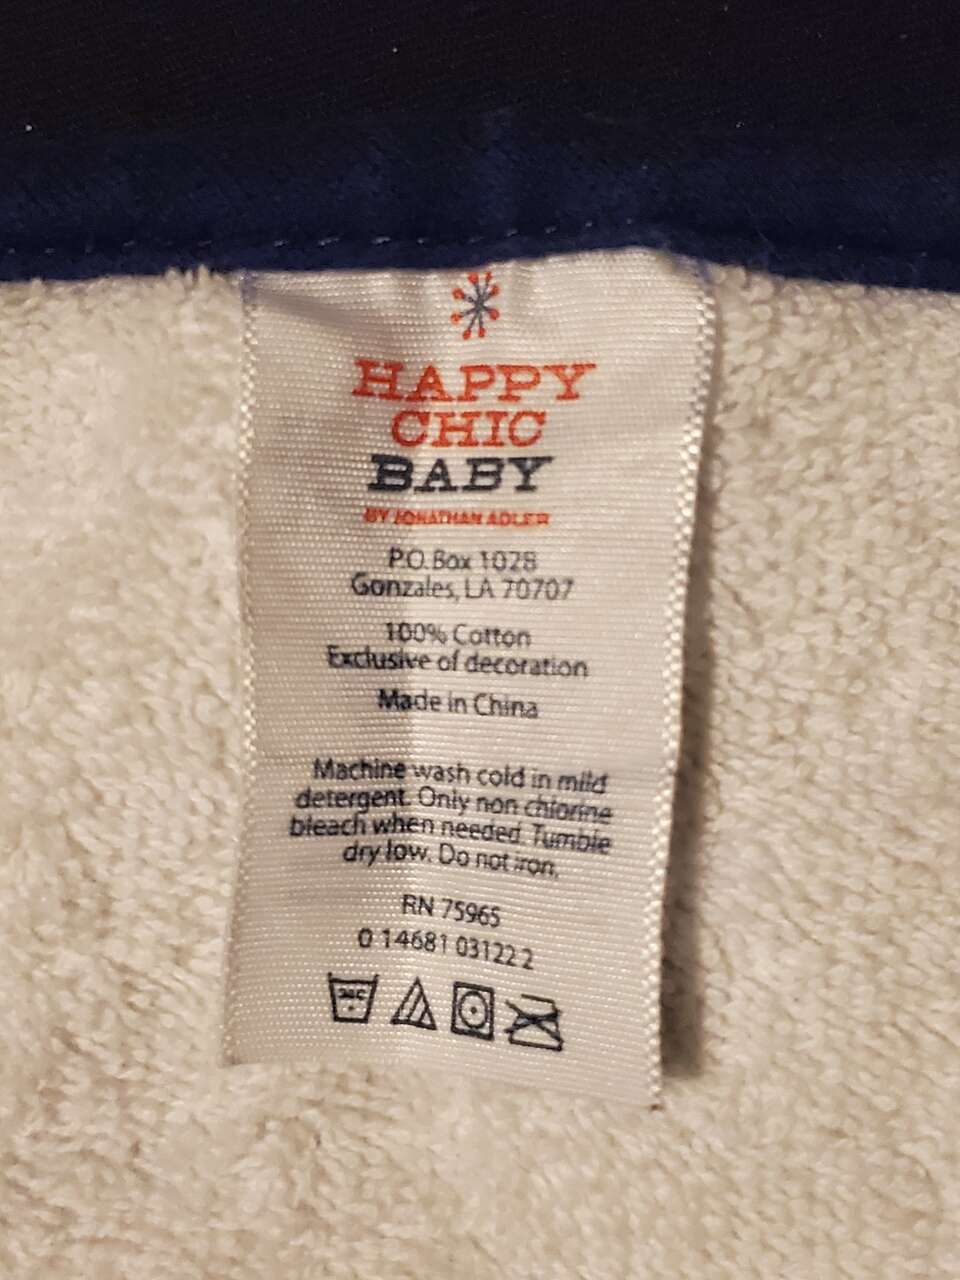 HAPPY
CHIC
BABY
BY JONATHAN ADLER
P.O. Box 1028
Gonzales, LA 70707
100% Cotton
Exclusive of decoration
Made in China
Machine wash cold in mild
detergent. Only non chlorine
bleach when needed. Tumble
dry low. Do not iron.
RN 75965
0 14681 03122 2
30C